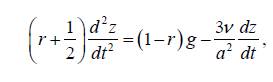 (r + 1/2) d²z/dt² = (1−r)g − 3ν/a² dz/dt,